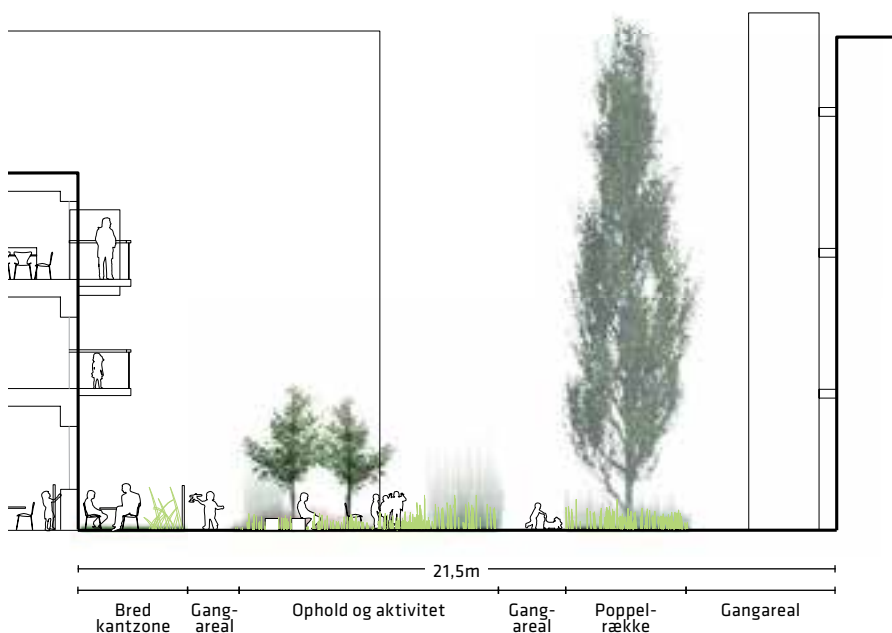 21,5m
Bred
kantzone
Gang-
areal
Ophold og aktivitet
Gang-
areal
Poppel-
række
Gangareal